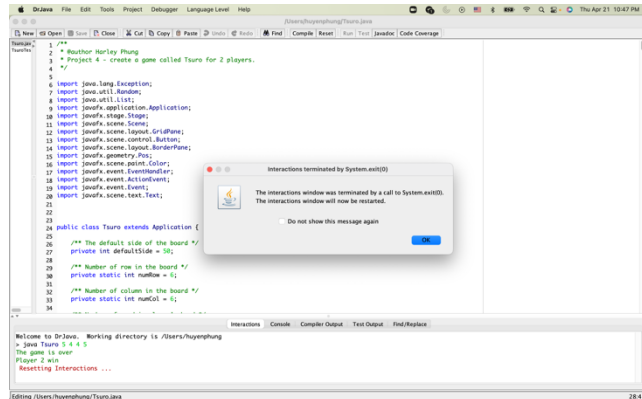 DrJava File Edit Tools Project Debugger Language Level Help
Thu Apr 21 10:47 PM
/Users/huyenphung/Tsuro.java
New Open Save Close Cut Copy Paste Undo Redo Find Compile Reset Run Test Javadoc Code Coverage
1 /**
2 * @author Harley Phung
3 * Project 4 - create a game called Tsuro for 2 players.
4 */
5
6 import java.lang.Exception;
7 import java.util.Random;
8 import java.util.List;
9 import javafx.application.Application;
10 import javafx.stage.Stage;
11 import javafx.scene.Scene;
12 import javafx.scene.layout.GridPane;
13 import javafx.scene.control.Button;
14 import javafx.scene.layout.BorderPane;
15 import javafx.geometry.Pos;
16 import javafx.scene.paint.Color;
17 import javafx.event.EventHandler;
18 import javafx.event.ActionEvent;
19 import javafx.event.Event;
20 import javafx.scene.text.Text;
21
22
23
24 public class Tsuro extends Application {
25
26 /** The default side of the board */
27 private int defaultSide = 50;
28
29 /** Number of row in the board */
30 private static int numRow = 6;
31
32 /** Number of column in the board */
33 private static int numCol = 6;
34
Interactions terminated by System.exit(0)
The interactions window was terminated by a call to System.exit(0).
The interactions window will now be restarted.
Do not show this message again
OK
Interactions Console Compiler Output Test Output Find/Replace
Welcome to DrJava. Working directory is /Users/huyenphung
> java Tsuro 5 4 4 5
The game is over
Player 2 win
Resetting Interactions ...
Editing /Users/huyenphung/Tsuro.java